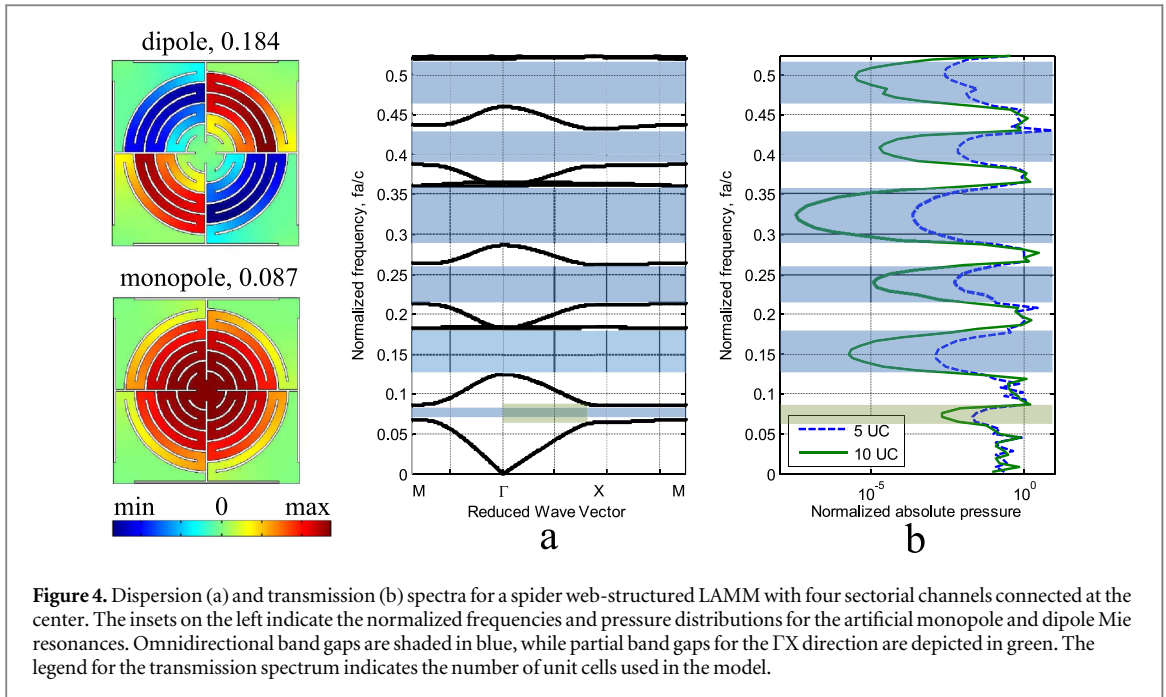 dipole, 0.184
monopole, 0.087
min 0 max
Normalized frequency, fa/c
0.5
0.45
0.4
0.35
0.3
0.25
0.2
0.15
0.1
0.05
0
M Γ X M
Reduced Wave Vector
a
Normalized frequency, fa/c
0.5
0.45
0.4
0.35
0.3
0.25
0.2
0.15
0.1
0.05
0
5 UC
10 UC
10⁻⁵ 10⁰
Normalized absolute pressure
b
Figure 4. Dispersion (a) and transmission (b) spectra for a spider web-structured LAMM with four sectorial channels connected at the
center. The insets on the left indicate the normalized frequencies and pressure distributions for the artificial monopole and dipole Mie
resonances. Omnidirectional band gaps are shaded in blue, while partial band gaps for the ΓX direction are depicted in green. The
legend for the transmission spectrum indicates the number of unit cells used in the model.